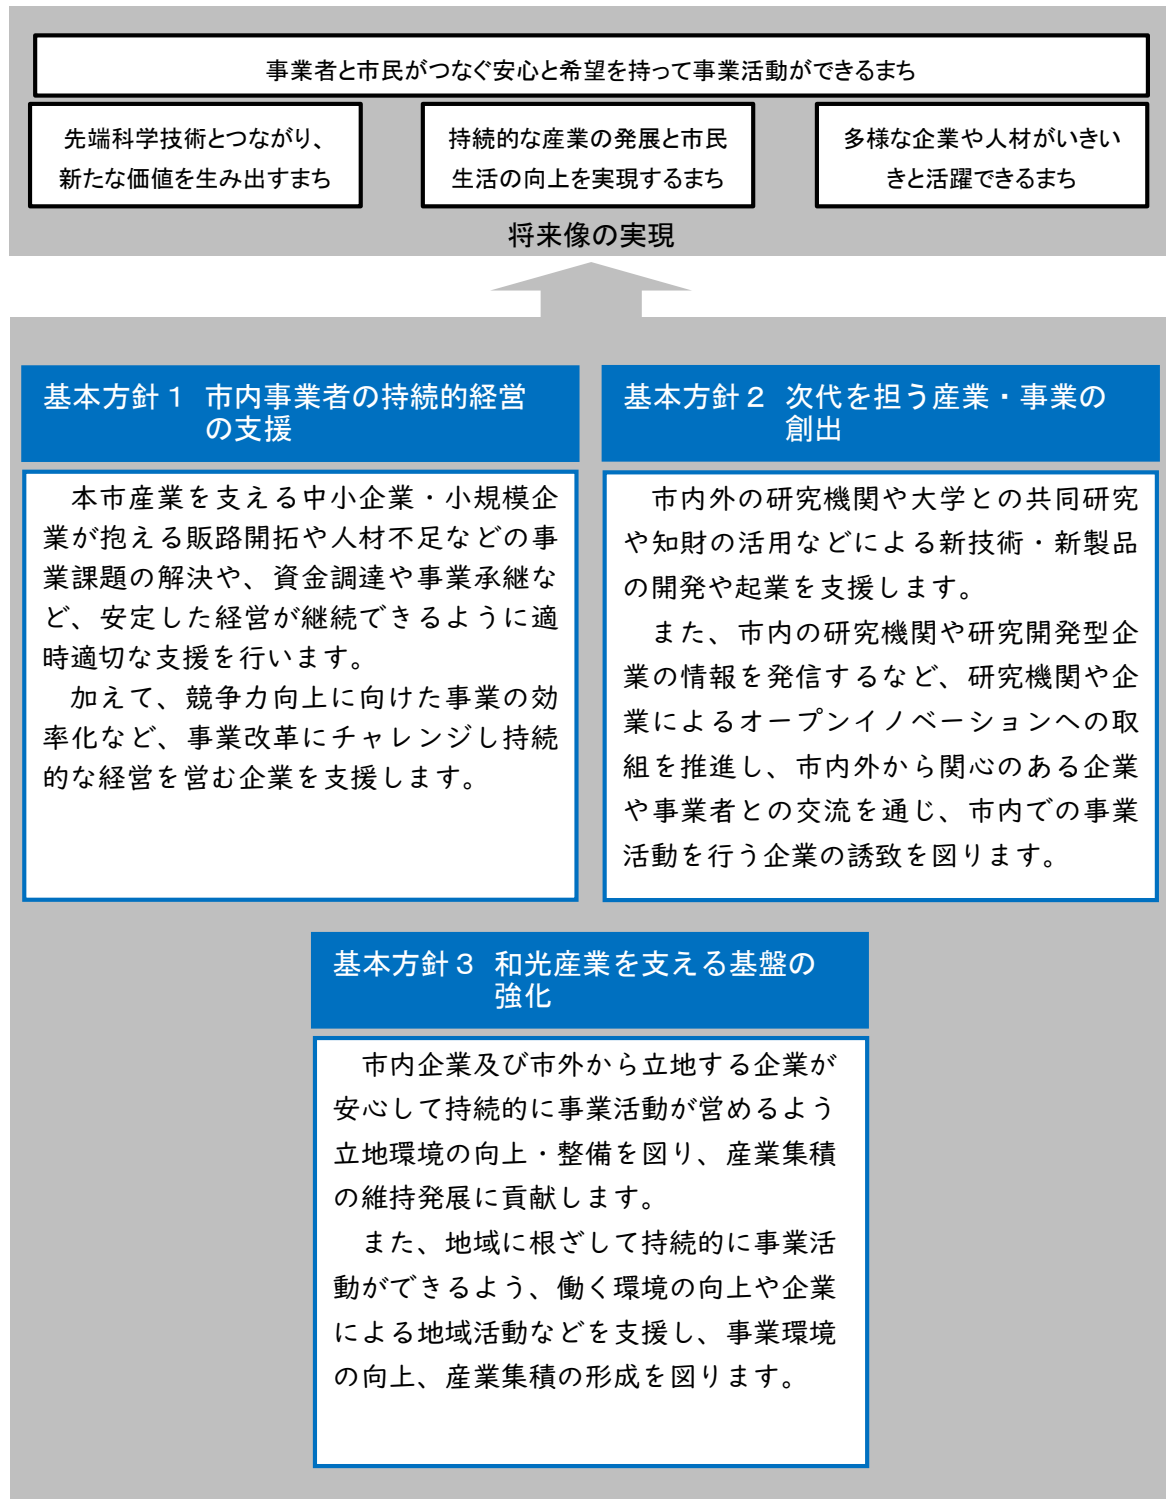 事業者と市民がつなぐ安心と希望を持って事業活動ができるまち
先端科学技術とつながり、
新たな価値を生み出すまち
持続的な産業の発展と市民
生活の向上を実現するまち
多様な企業や人材がいきい
きと活躍できるまち
将来像の実現
基本方針１ 市内事業者の持続的経営
の支援
本市産業を支える中小企業・小規模企
業が抱える販路開拓や人材不足などの事
業課題の解決や、資金調達や事業承継な
ど、安定した経営が継続できるように適
時適切な支援を行います。
加えて、競争力向上に向けた事業の効
率化など、事業改革にチャレンジし持続
的な経営を営む企業を支援します。
基本方針２ 次代を担う産業・事業の
創出
市内外の研究機関や大学との共同研究
や知財の活用などによる新技術・新製品
の開発や起業を支援します。
また、市内の研究機関や研究開発型企
業の情報を発信するなど、研究機関や企
業によるオープンイノベーションへの取
組を推進し、市内外から関心のある企業
や事業者との交流を通じ、市内での事業
活動を行う企業の誘致を図ります。
基本方針３ 和光産業を支える基盤の
強化
市内企業及び市外から立地する企業が
安心して持続的に事業活動が営めるよう
立地環境の向上・整備を図り、産業集積
の維持発展に貢献します。
また、地域に根ざして持続的に事業活
動ができるよう、働く環境の向上や企業
による地域活動などを支援し、事業環境
の向上、産業集積の形成を図ります。